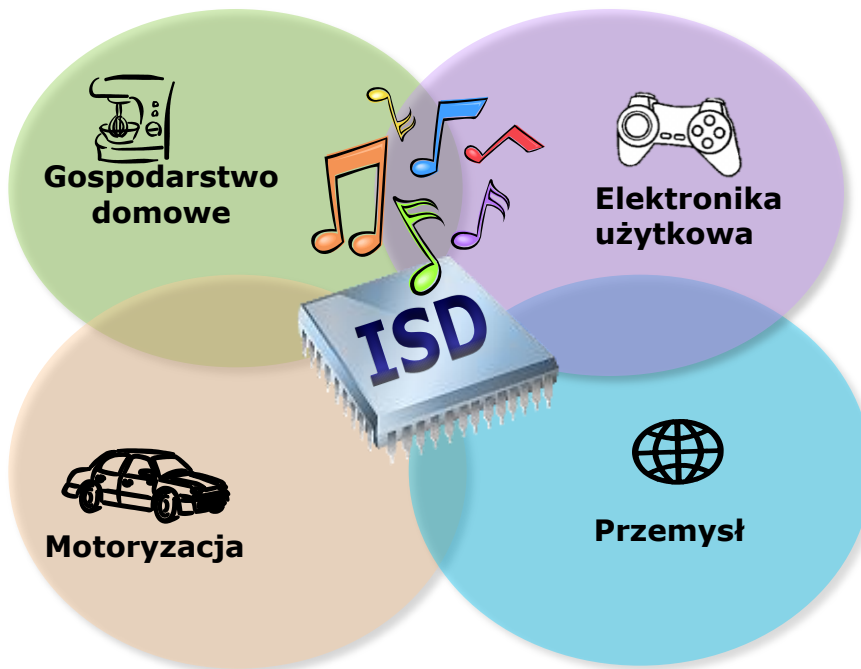 Gospodarstwo
domowe
Elektronika
użytkowa
ISD
Motoryzacja
Przemysł